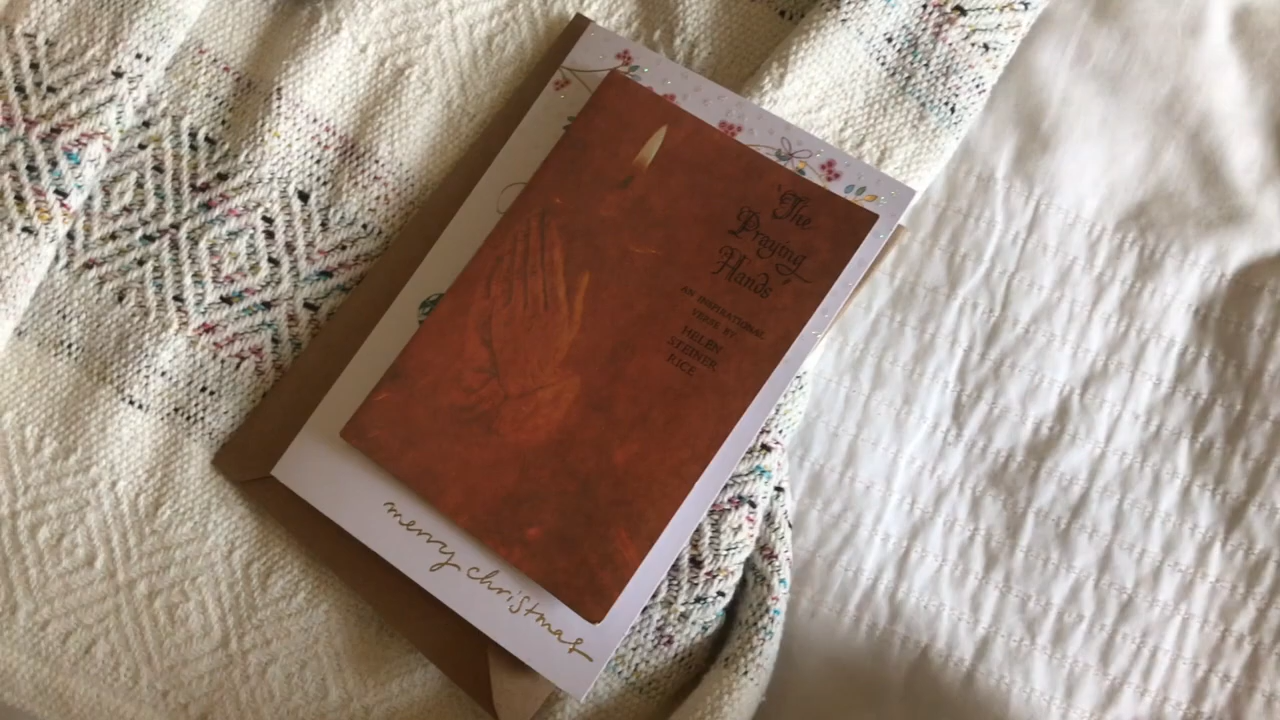 The
Praying
Hands
AN INSPIRATIONAL
VERSE BY
HELEN
STEINER
RICE
merry christmas